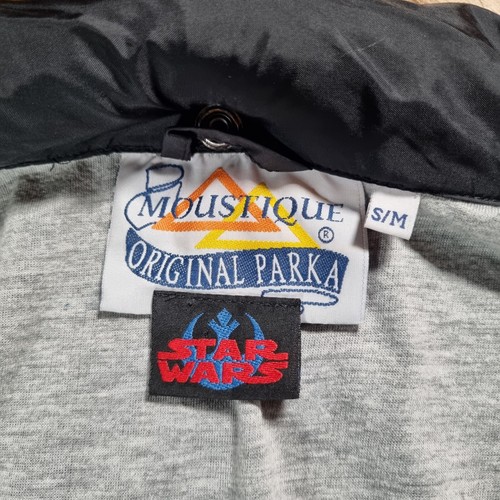 MOUSTIQUE
®
ORIGINAL PARKA
S/M
STAR
WARS